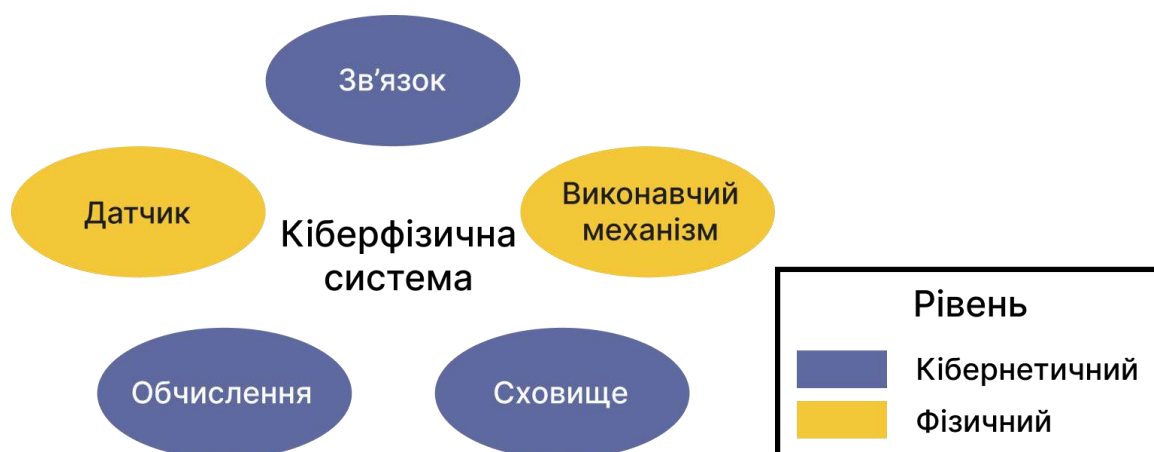 Зв’язок
Датчик
Виконавчий
механізм
Кіберфізична
система
Обчислення
Сховище
Рівень
Кібернетичний
Фізичний